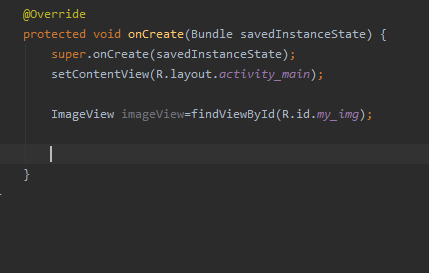 @Override
protected void onCreate(Bundle savedInstanceState) {
super.onCreate(savedInstanceState);
setContentView(R.layout.activity_main);
ImageView imageView=findViewById(R.id.my_img);
}